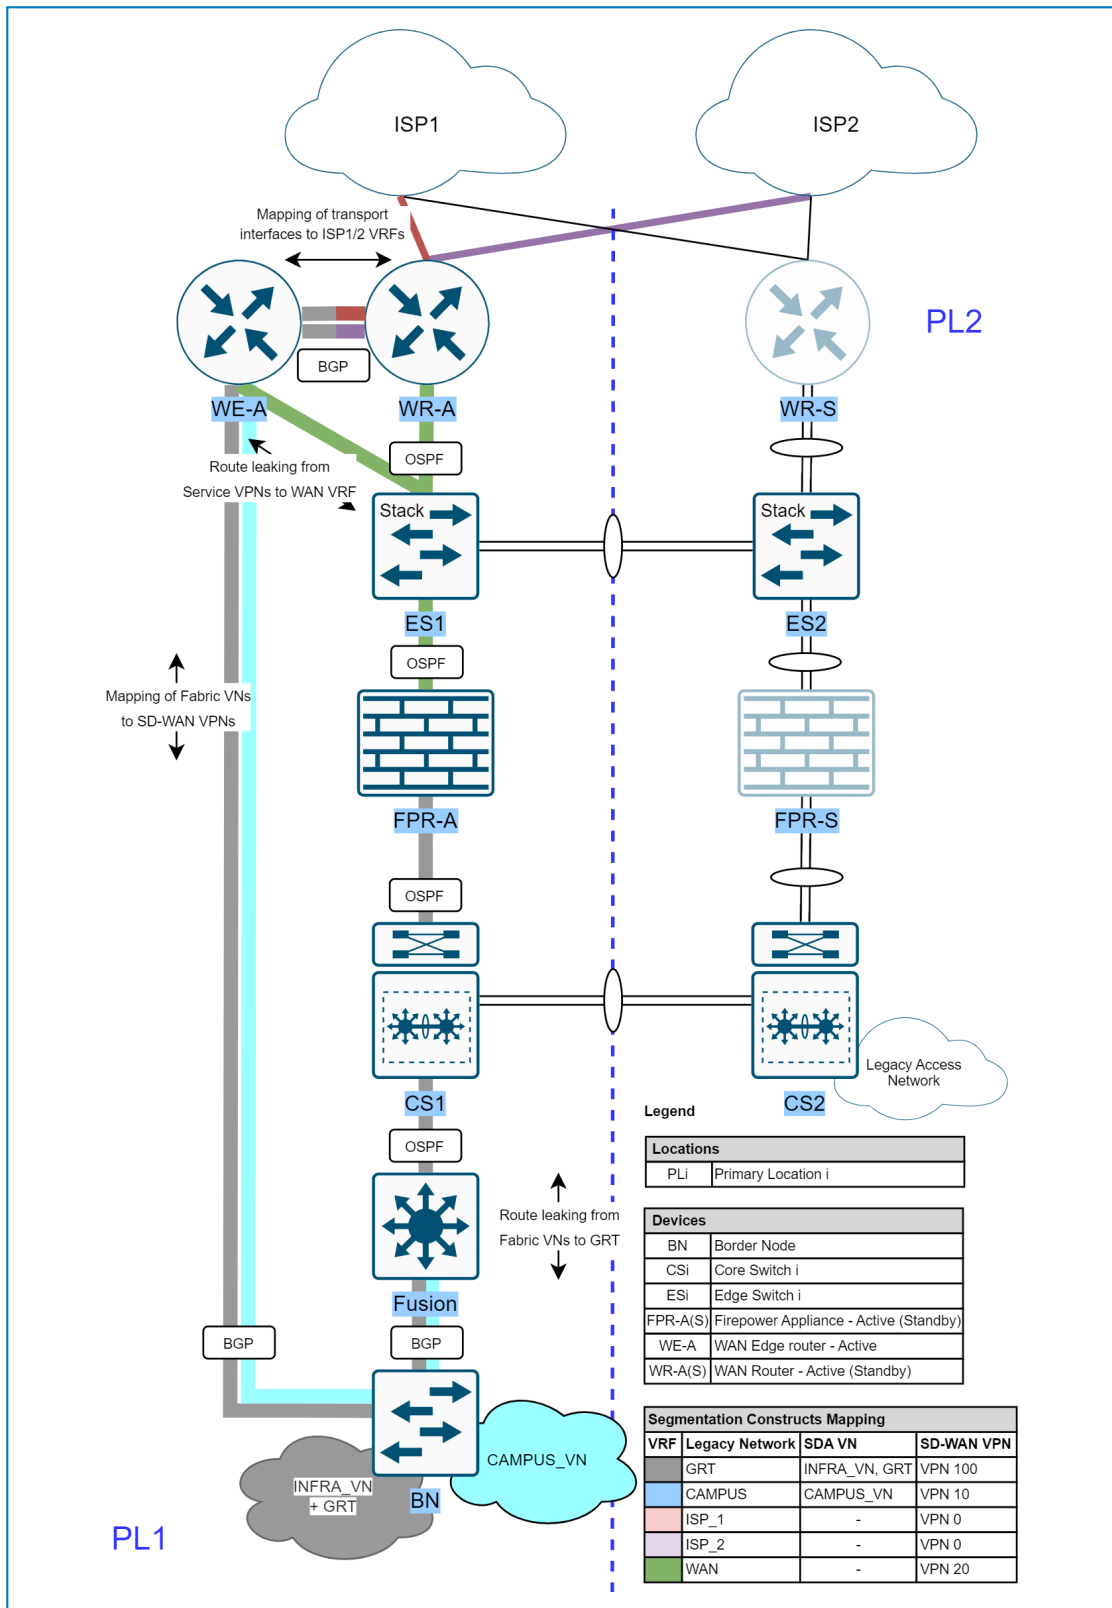 ISP1
ISP2
Mapping of transport
interfaces to ISP1/2 VRFs
PL2
BGP
WE-A
WR-A
WR-S
OSPF
Route leaking from
Service VPNs to WAN VRF
Stack
Stack
ES1
ES2
OSPF
Mapping of Fabric VNs
to SD-WAN VPNs
FPR-A
FPR-S
OSPF
Legacy Access
Network
CS1
CS2
OSPF
Route leaking from
Fabric VNs to GRT
Fusion
BGP
BGP
CAMPUS_VN
INFRA_VN
+ GRT
BN
PL1
Legend
Locations
PLi Primary Location i
Devices
BN Border Node
CSi Core Switch i
ESi Edge Switch i
FPR-A(S) Firepower Appliance - Active (Standby)
WE-A WAN Edge router - Active
WR-A(S) WAN Router - Active (Standby)
Segmentation Constructs Mapping
VRF Legacy Network SDA VN SD-WAN VPN
GRT INFRA_VN, GRT VPN 100
CAMPUS CAMPUS_VN VPN 10
ISP_1 - VPN 0
ISP_2 - VPN 0
WAN - VPN 20